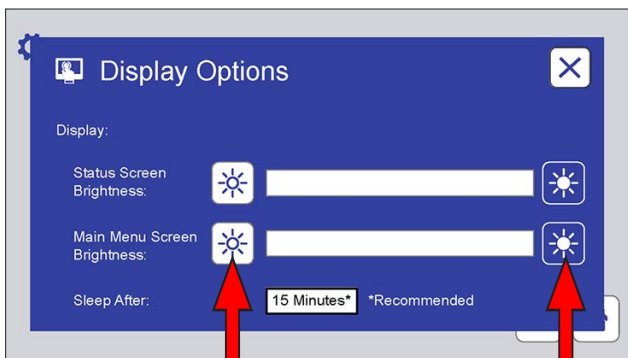 Display Options
Display:
Status Screen
Brightness:
Main Menu Screen
Brightness:
Sleep After: 15 Minutes* *Recommended